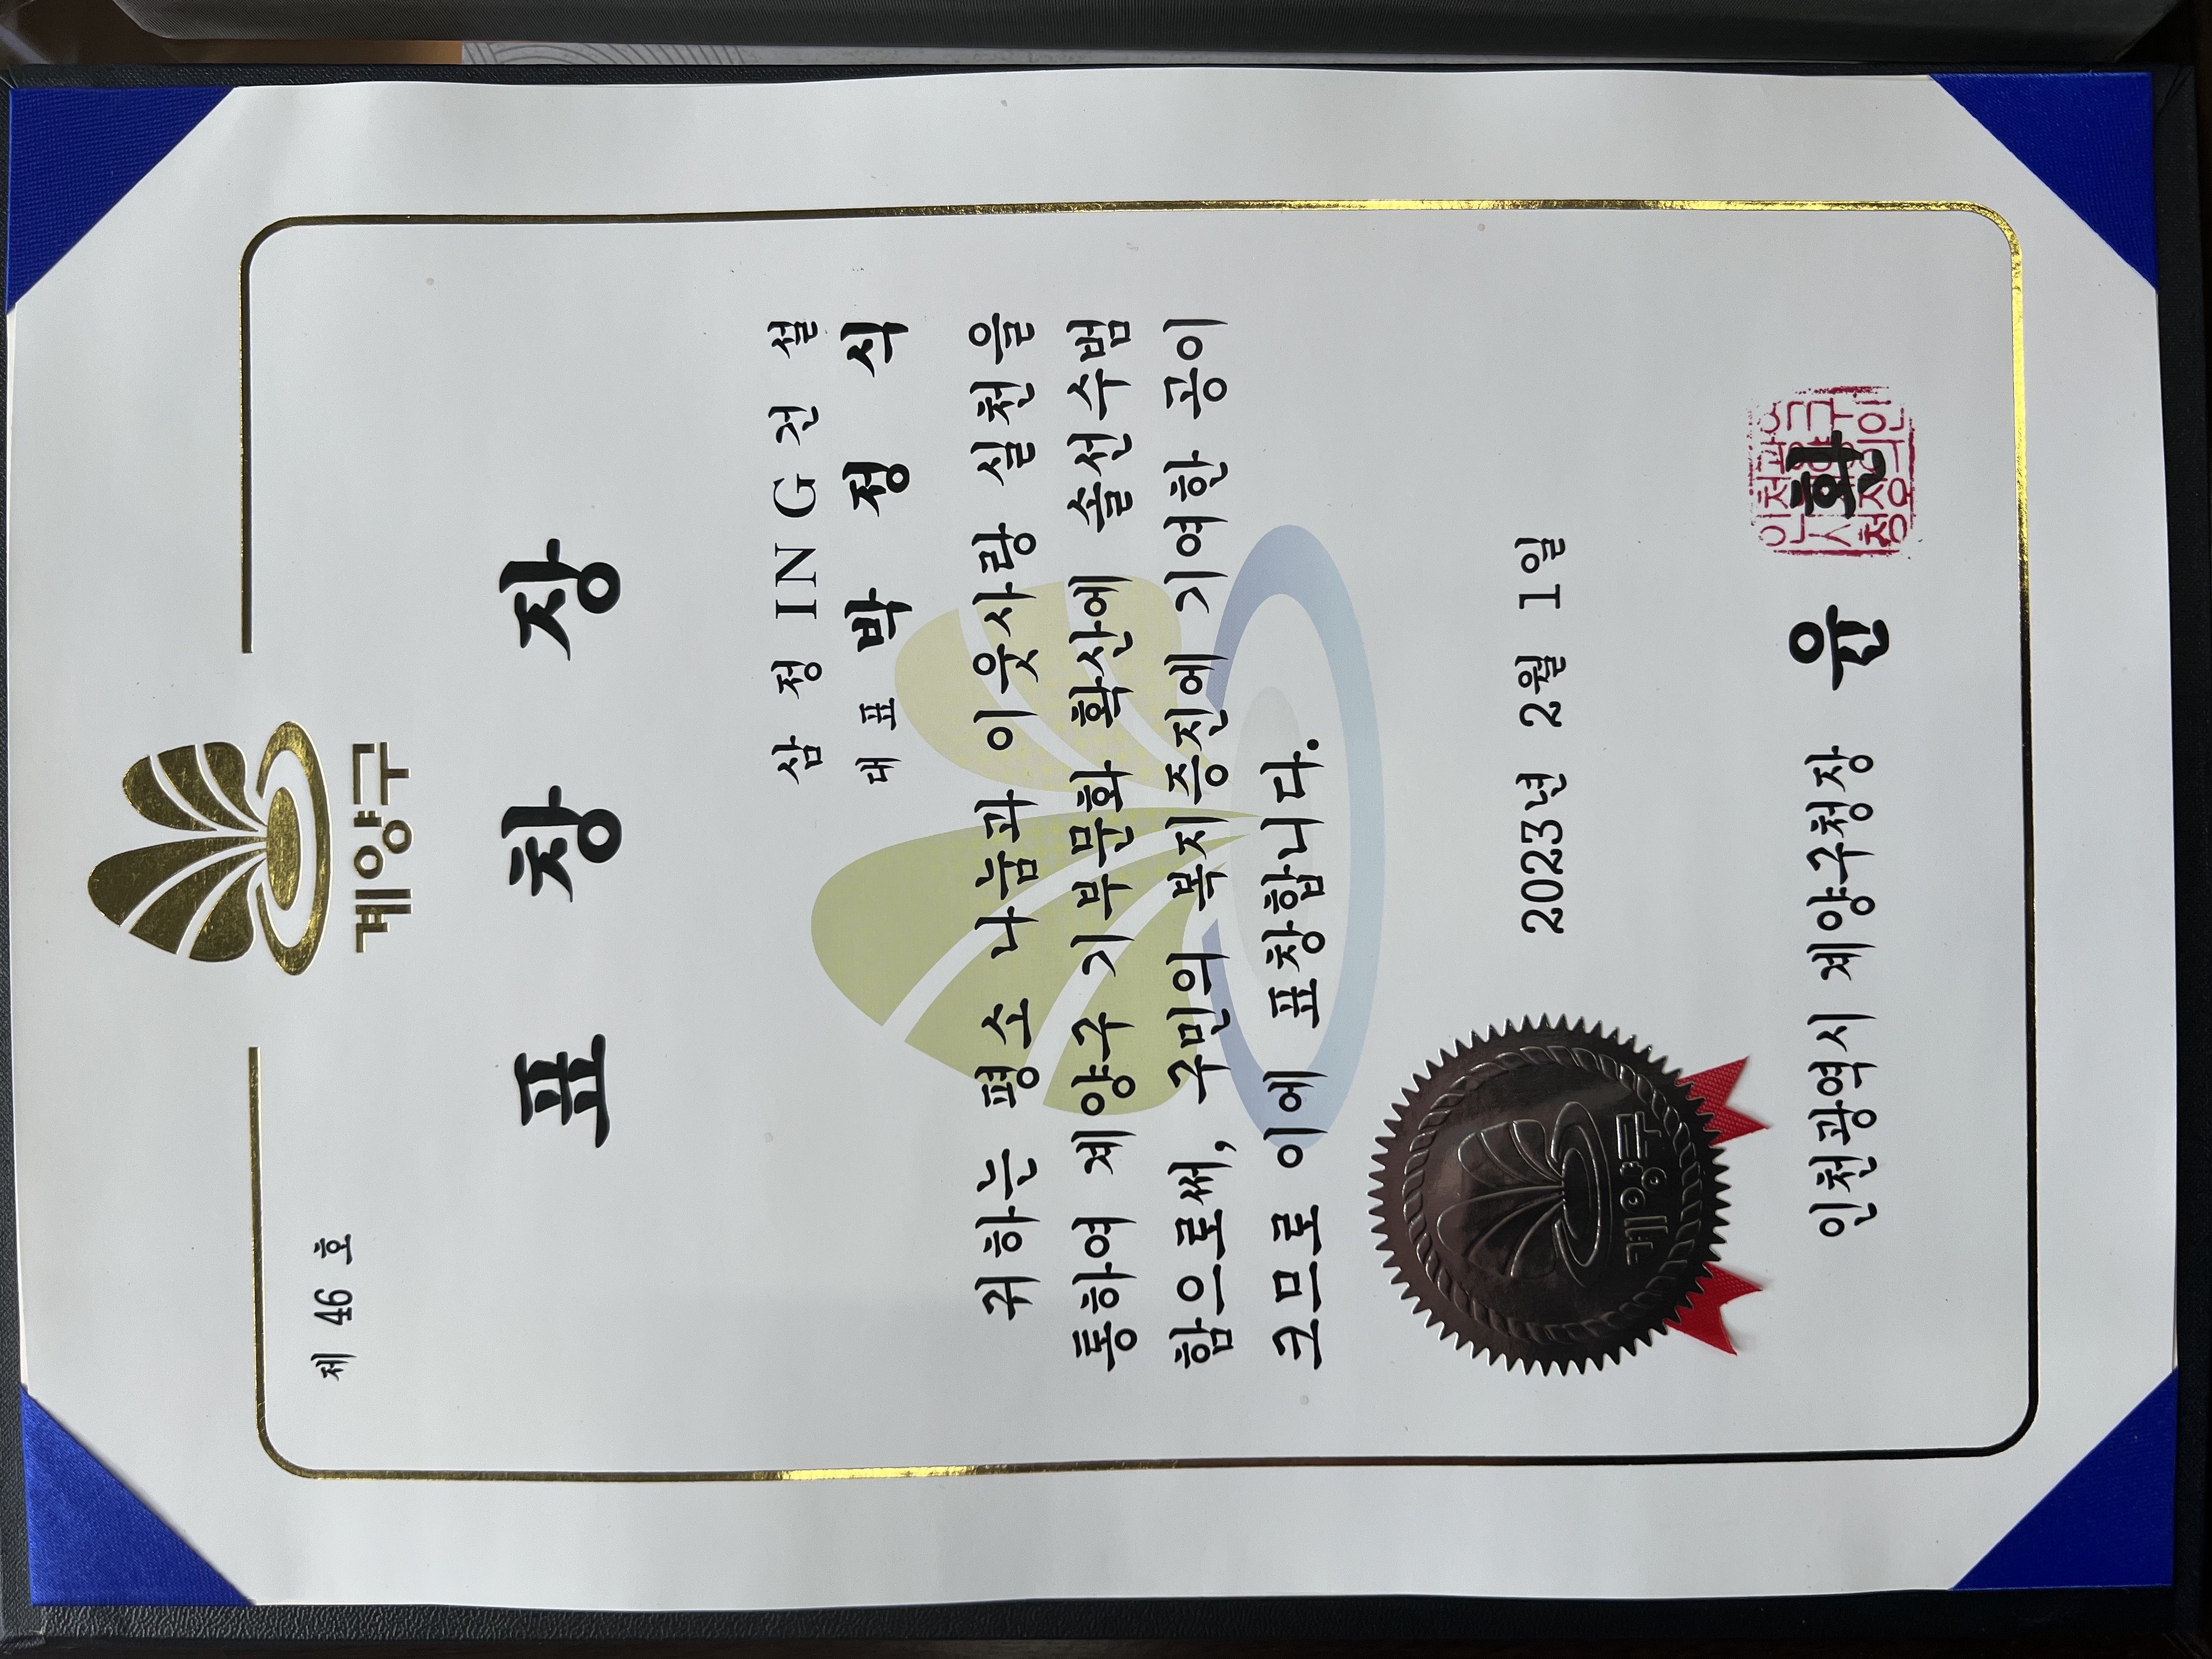 계양구
제 46 호
표 창 장
삼 정 ING 건 설
대 표 박 정 식
귀하는 평소 나눔과 이웃사랑 실천을
통하여 계양구 기부문화 확산에 솔선수범
함으로써, 구민의 복지증진에 기여한 공이
크므로 이에 표창합니다.
2023년 2월 1일
계양구
인천광역시 계양구청장 윤 환